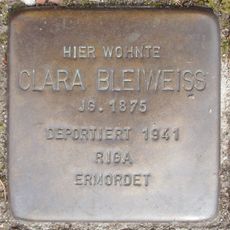 HIER WOHNTE
CLARA BLEIWEISS
JG. 1875
DEPORTIERT 1941
RIGA
ERMORDET